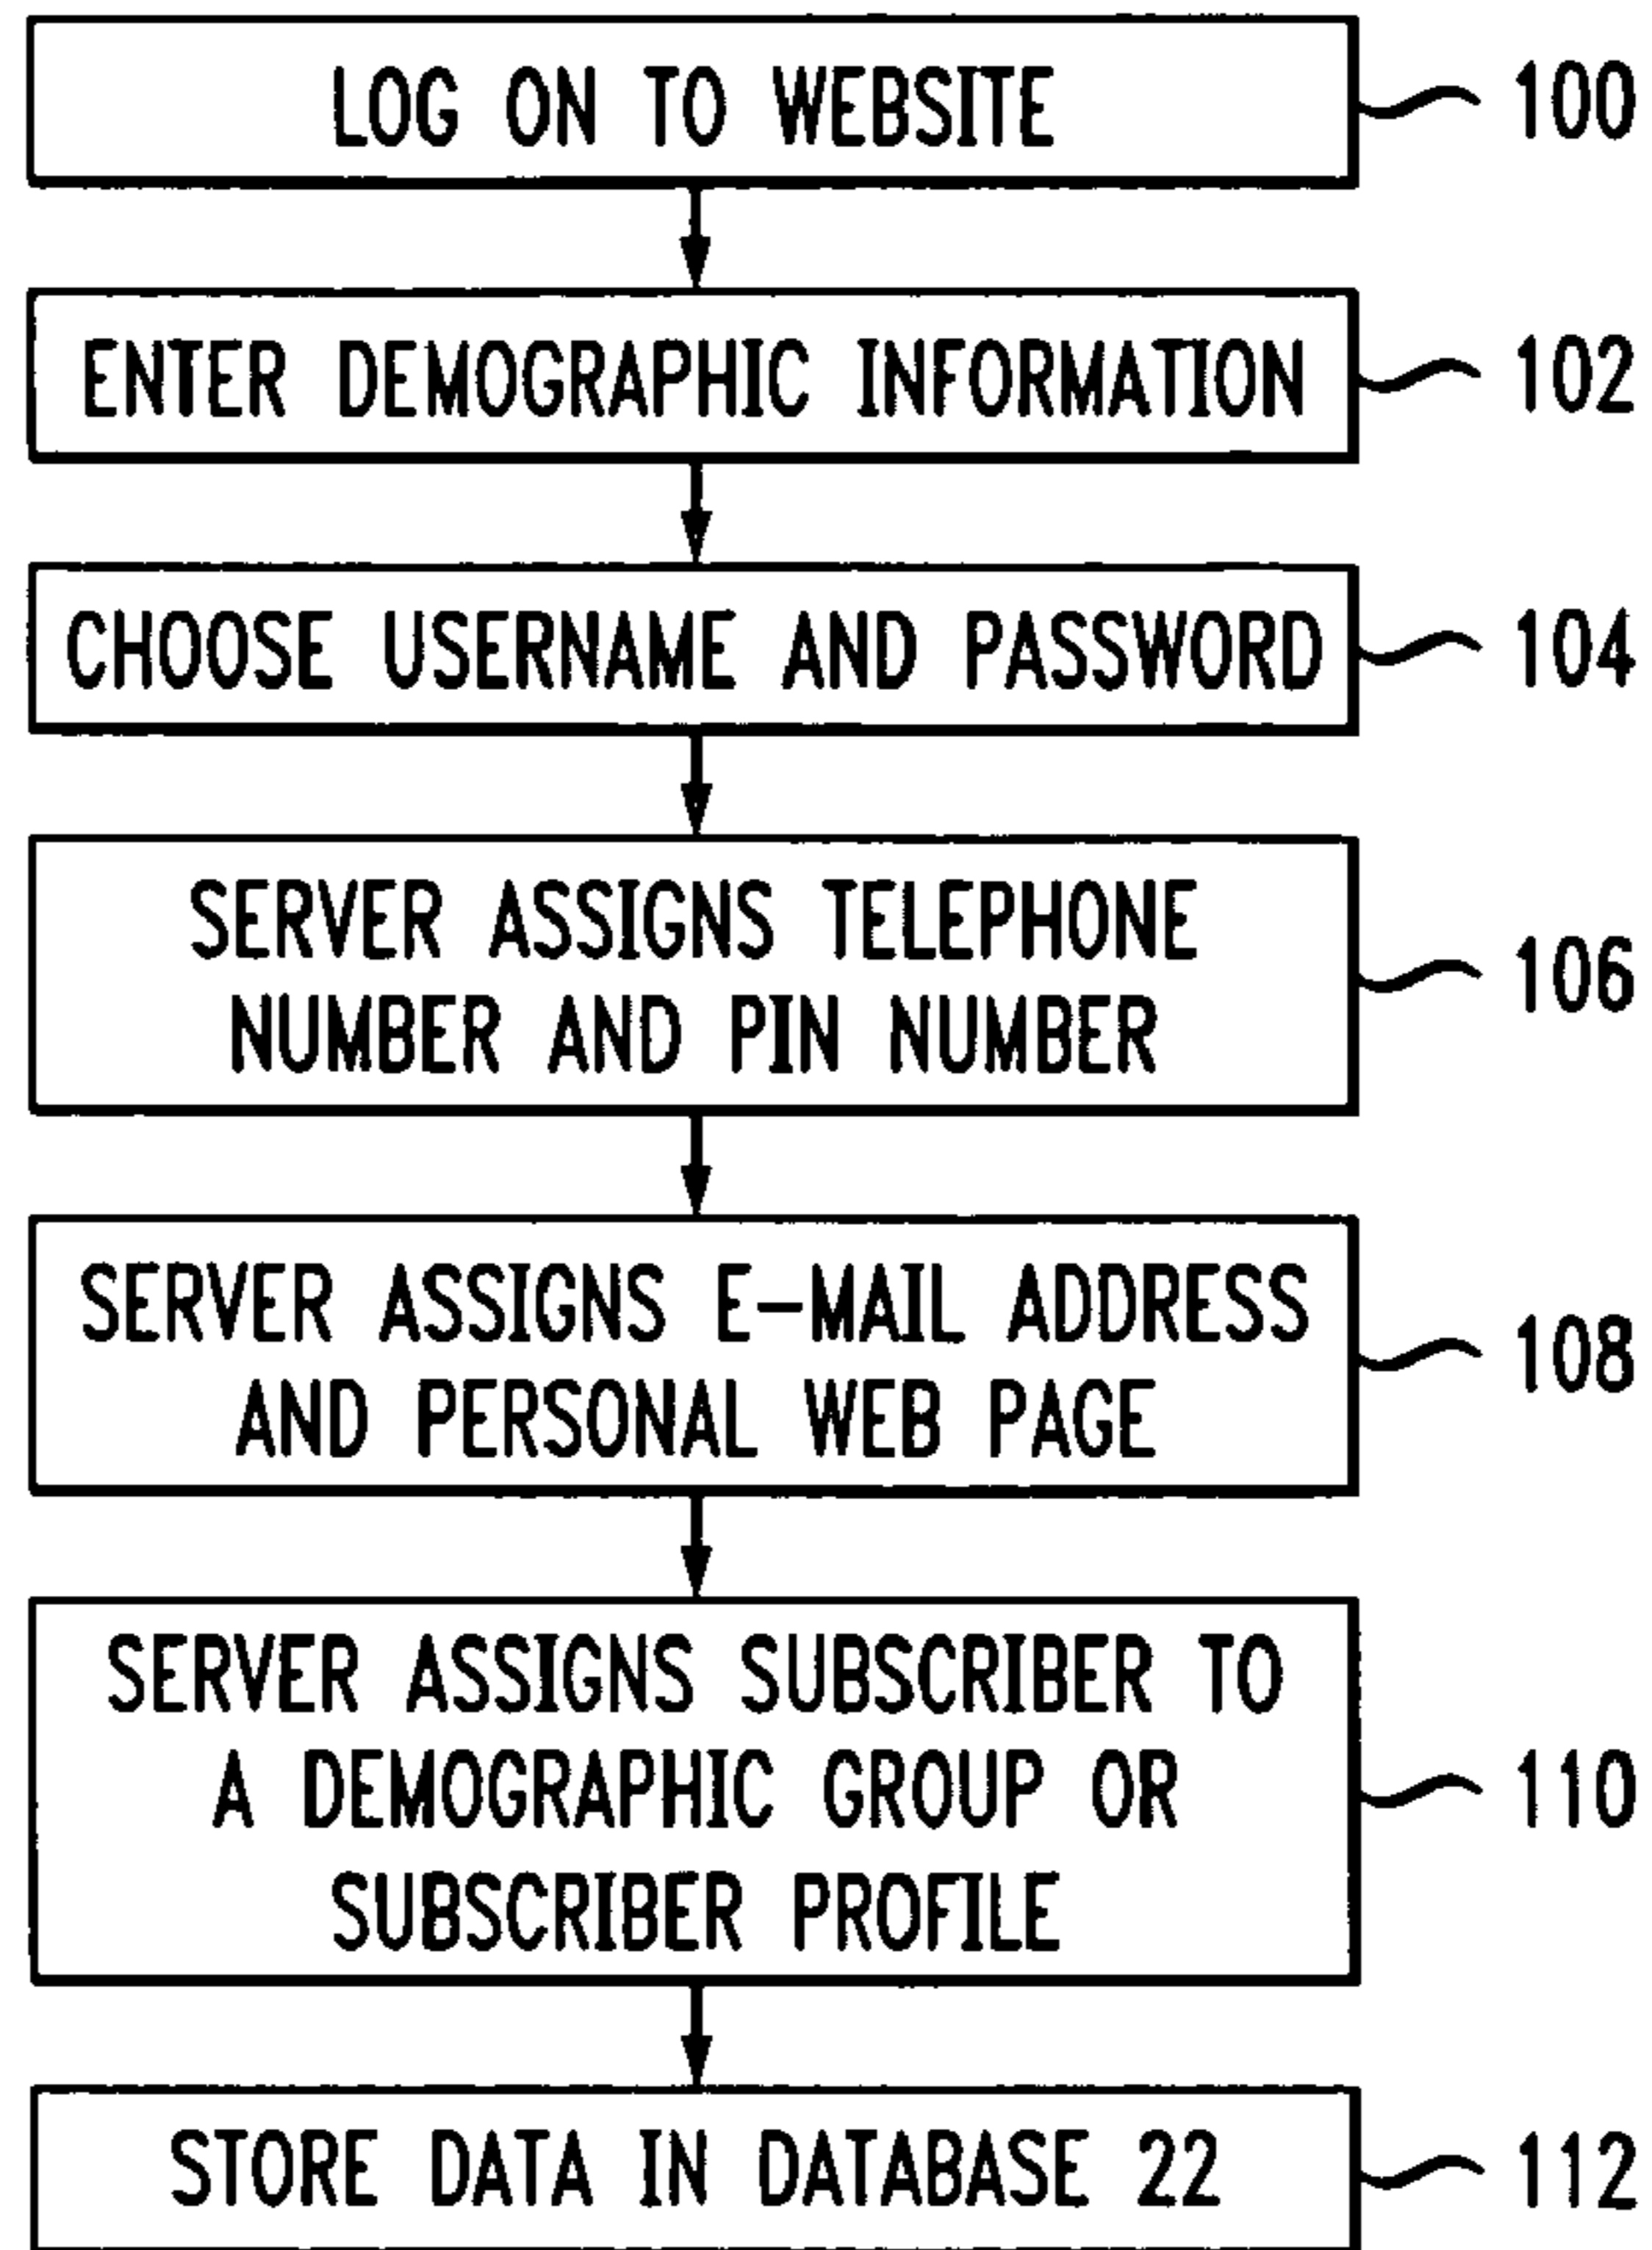 LOG ON TO WEBSITE
100
ENTER DEMOGRAPHIC INFORMATION
102
CHOOSE USERNAME AND PASSWORD
104
SERVER ASSIGNS TELEPHONE
NUMBER AND PIN NUMBER
106
SERVER ASSIGNS E-MAIL ADDRESS
AND PERSONAL WEB PAGE
108
SERVER ASSIGNS SUBSCRIBER TO
A DEMOGRAPHIC GROUP OR
SUBSCRIBER PROFILE
110
STORE DATA IN DATABASE 22
112